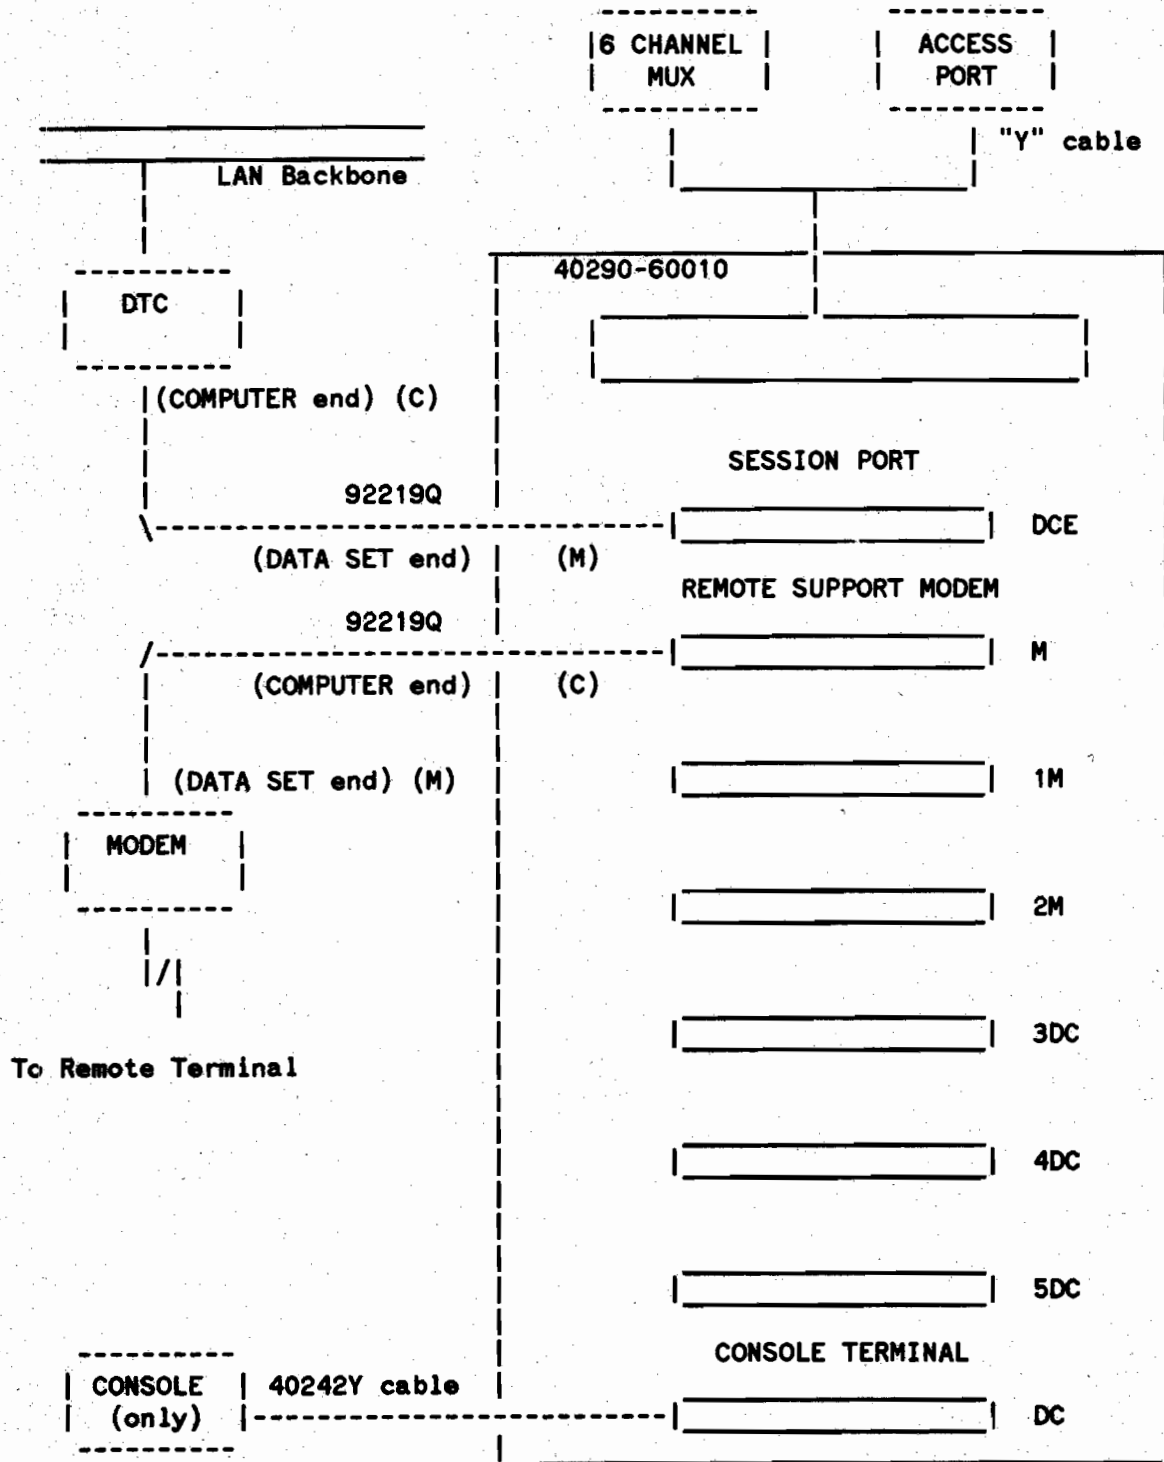 6 CHANNEL
MUX
ACCESS
PORT
"Y" cable
LAN Backbone
40290-60010
DTC
(COMPUTER end) (C)
SESSION PORT
92219Q
DCE
(DATA SET end) (M)
REMOTE SUPPORT MODEM
92219Q
M
(COMPUTER end) (C)
(DATA SET end) (M)
1M
MODEM
2M
3DC
To Remote Terminal
4DC
5DC
CONSOLE TERMINAL
CONSOLE
(only)
40242Y cable
DC